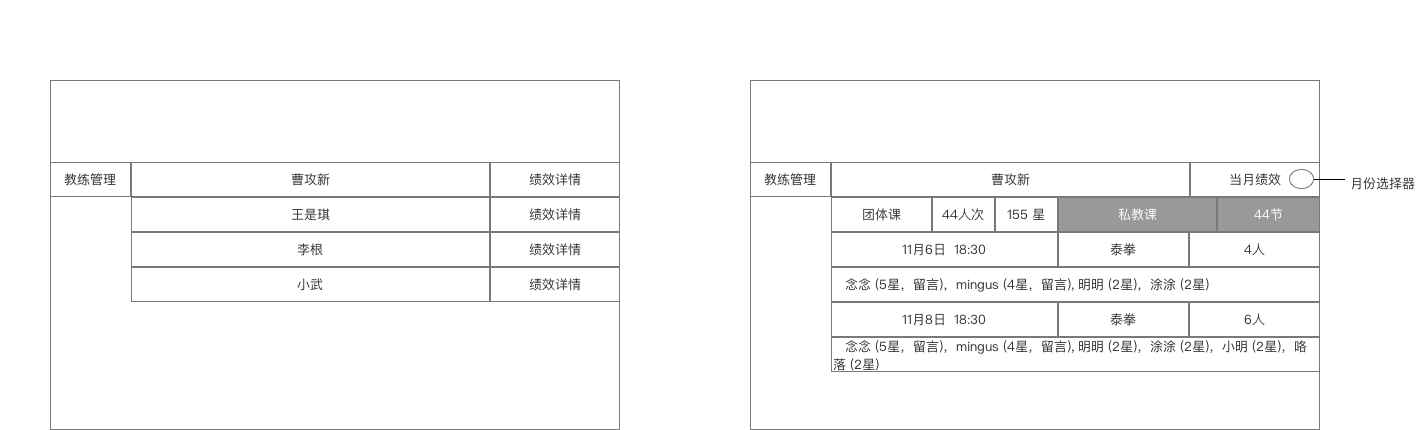 教练管理 曹攻新 绩效详情
王是琪 绩效详情
李根 绩效详情
小武 绩效详情
教练管理 曹攻新 当月绩效 月份选择器
团体课 44人次 155 星 私教课 44节
11月6日 18:30 泰拳 4人
念念 (5星，留言)，mingus (4星，留言), 明明 (2星)，涂涂 (2星)
11月8日 18:30 泰拳 6人
念念 (5星，留言)，mingus (4星，留言), 明明 (2星)，涂涂 (2星)，小明 (2星)，咯
落 (2星)